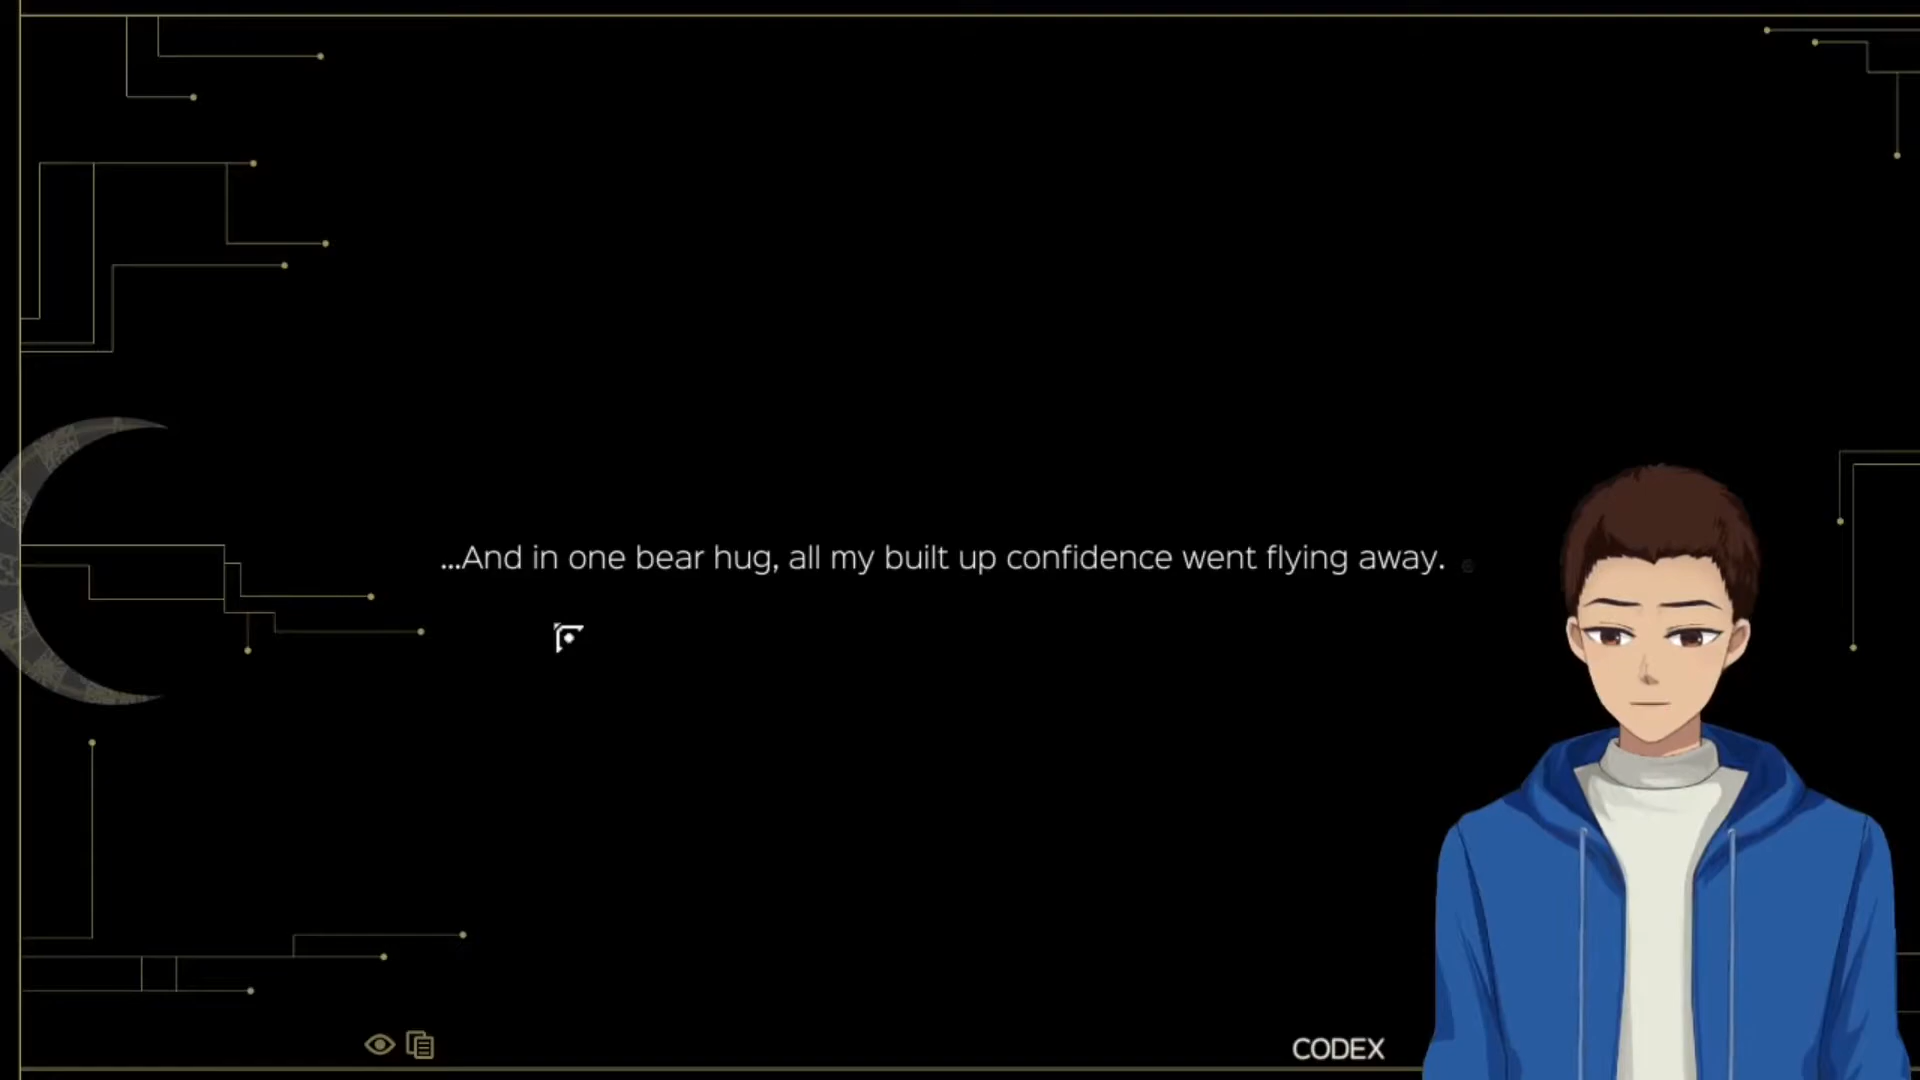 ...And in one bear hug, all my built up confidence went flying away.
CODEX